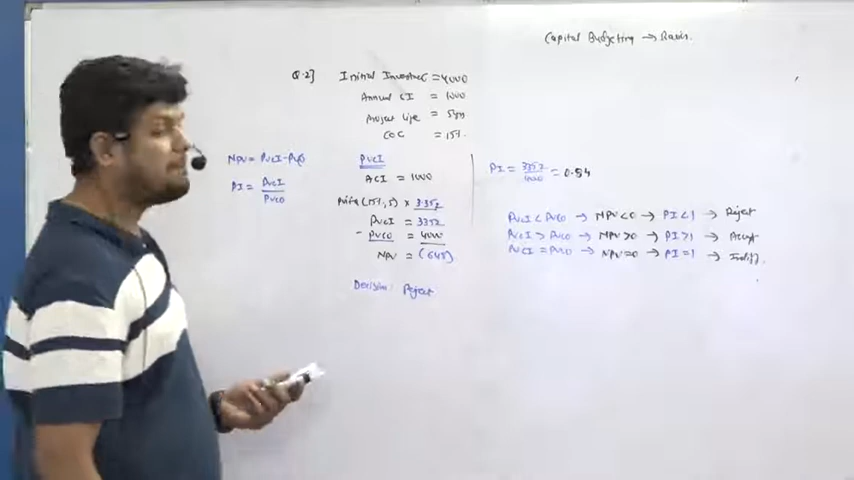 Capital Budgeting → Basic.
Q.2] Initial Investment = 4000
Annual CI = 1000
Project life = 5yrs
COC = 15%.
NPV = PVCI - PVCO
PI = PVCI / PVCO
PVCI
ACI = 1000
PVIFA (15%, 5) × 3.352
PVCI = 3352
- PVCO = 4000
NPV = (648)
Decision: Reject
PI = 3352 / 4000 = 0.84
PVCI < PVCO → NPV < 0 → PI < 1 → Reject
PVCI > PVCO → NPV > 0 → PI > 1 → Accept
PVCI = PVCO → NPV = 0 → PI = 1 → Indiff.